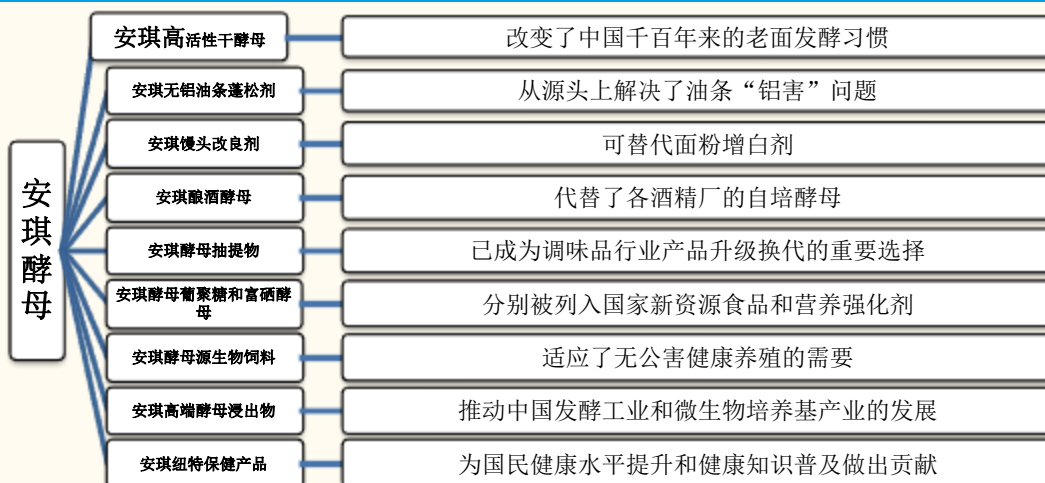 安琪酵母
安琪高活性干酵母
改变了中国千百年来的老面发酵习惯
安琪无铝油条蓬松剂
从源头上解决了油条“铝害”问题
安琪馒头改良剂
可替代面粉增白剂
安琪酿酒酵母
代替了各酒精厂的自培酵母
安琪酵母抽提物
已成为调味品行业产品升级换代的重要选择
安琪酵母葡聚糖和富硒酵
母
分别被列入国家新资源食品和营养强化剂
安琪酵母源生物饲料
适应了无公害健康养殖的需要
安琪高端酵母浸出物
推动中国发酵工业和微生物培养基产业的发展
安琪纽特保健产品
为国民健康水平提升和健康知识普及做出贡献